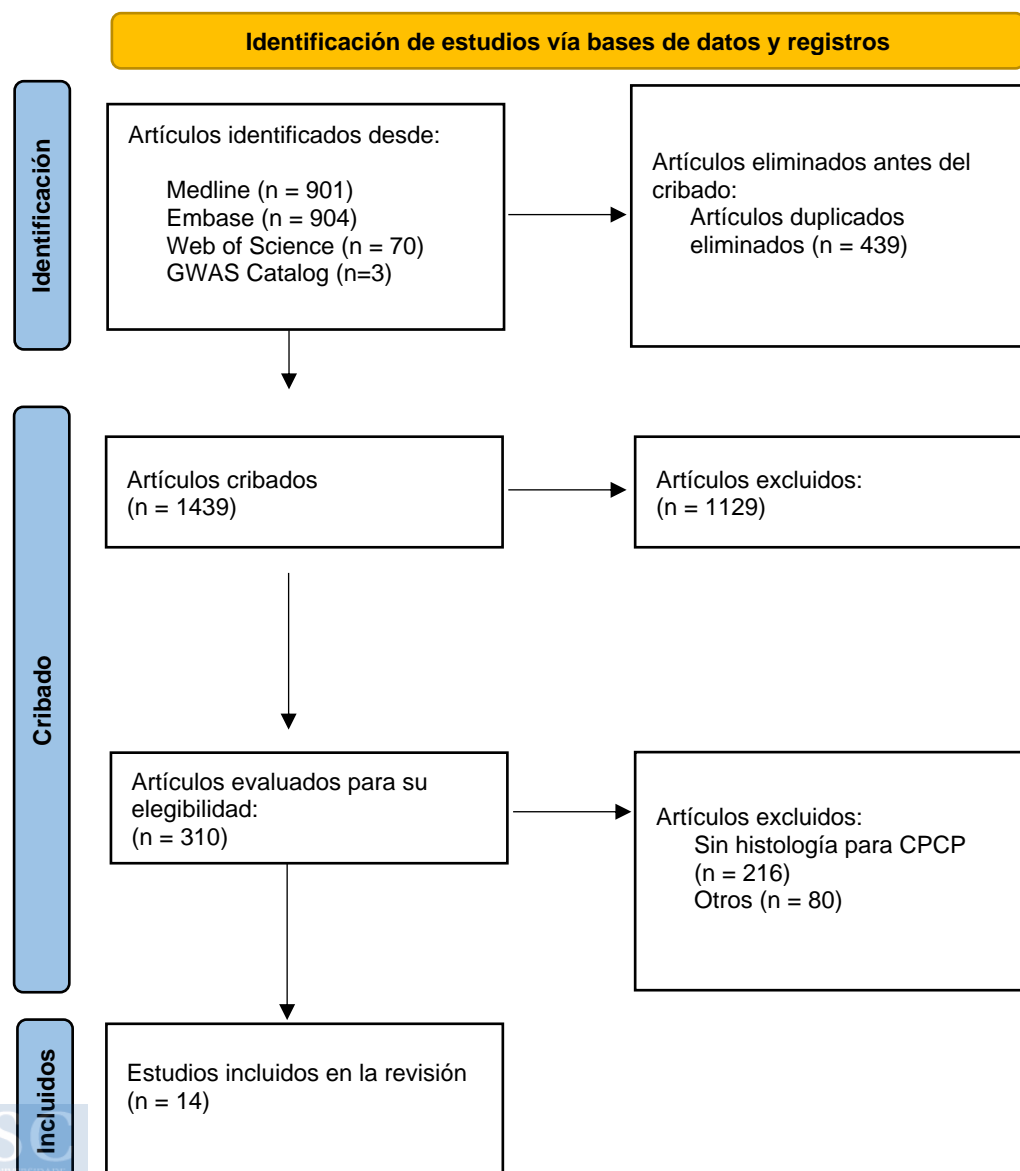 Identificación de estudios vía bases de datos y registros
Identificación
Artículos identificados desde:
Medline (n = 901)
Embase (n = 904)
Web of Science (n = 70)
GWAS Catalog (n=3)
Artículos eliminados antes del
cribado:
Artículos duplicados
eliminados (n = 439)
Cribado
Artículos cribados
(n = 1439)
Artículos excluidos:
(n = 1129)
Artículos evaluados para su
elegibilidad:
(n = 310)
Artículos excluidos:
Sin histología para CPCP
(n = 216)
Otros (n = 80)
Incluidos
Estudios incluidos en la revisión
(n = 14)
SC